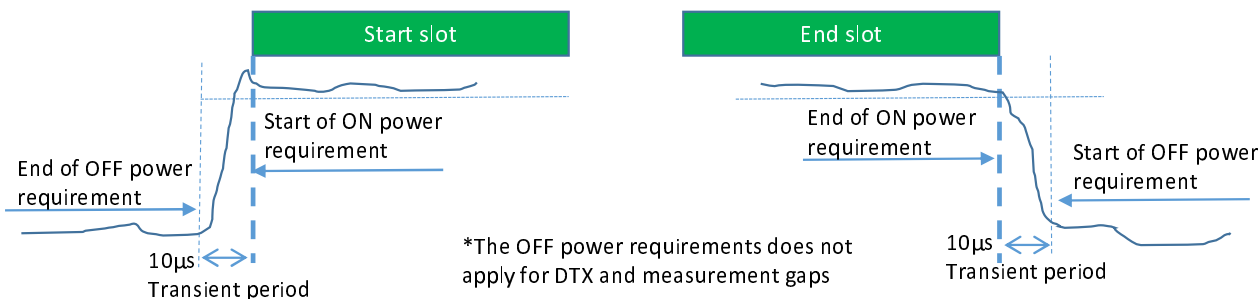 Start slot
End slot
Start of ON power
requirement
End of OFF power
requirement
10µs
Transient period
*The OFF power requirements does not
apply for DTX and measurement gaps
End of ON power
requirement
Start of OFF power
requirement
10µs
Transient period